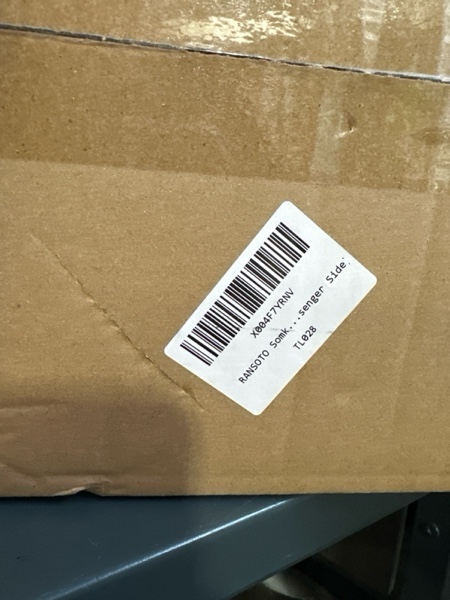 X004F7YRNV
RANSOTO Somk...senger Side`
TL028